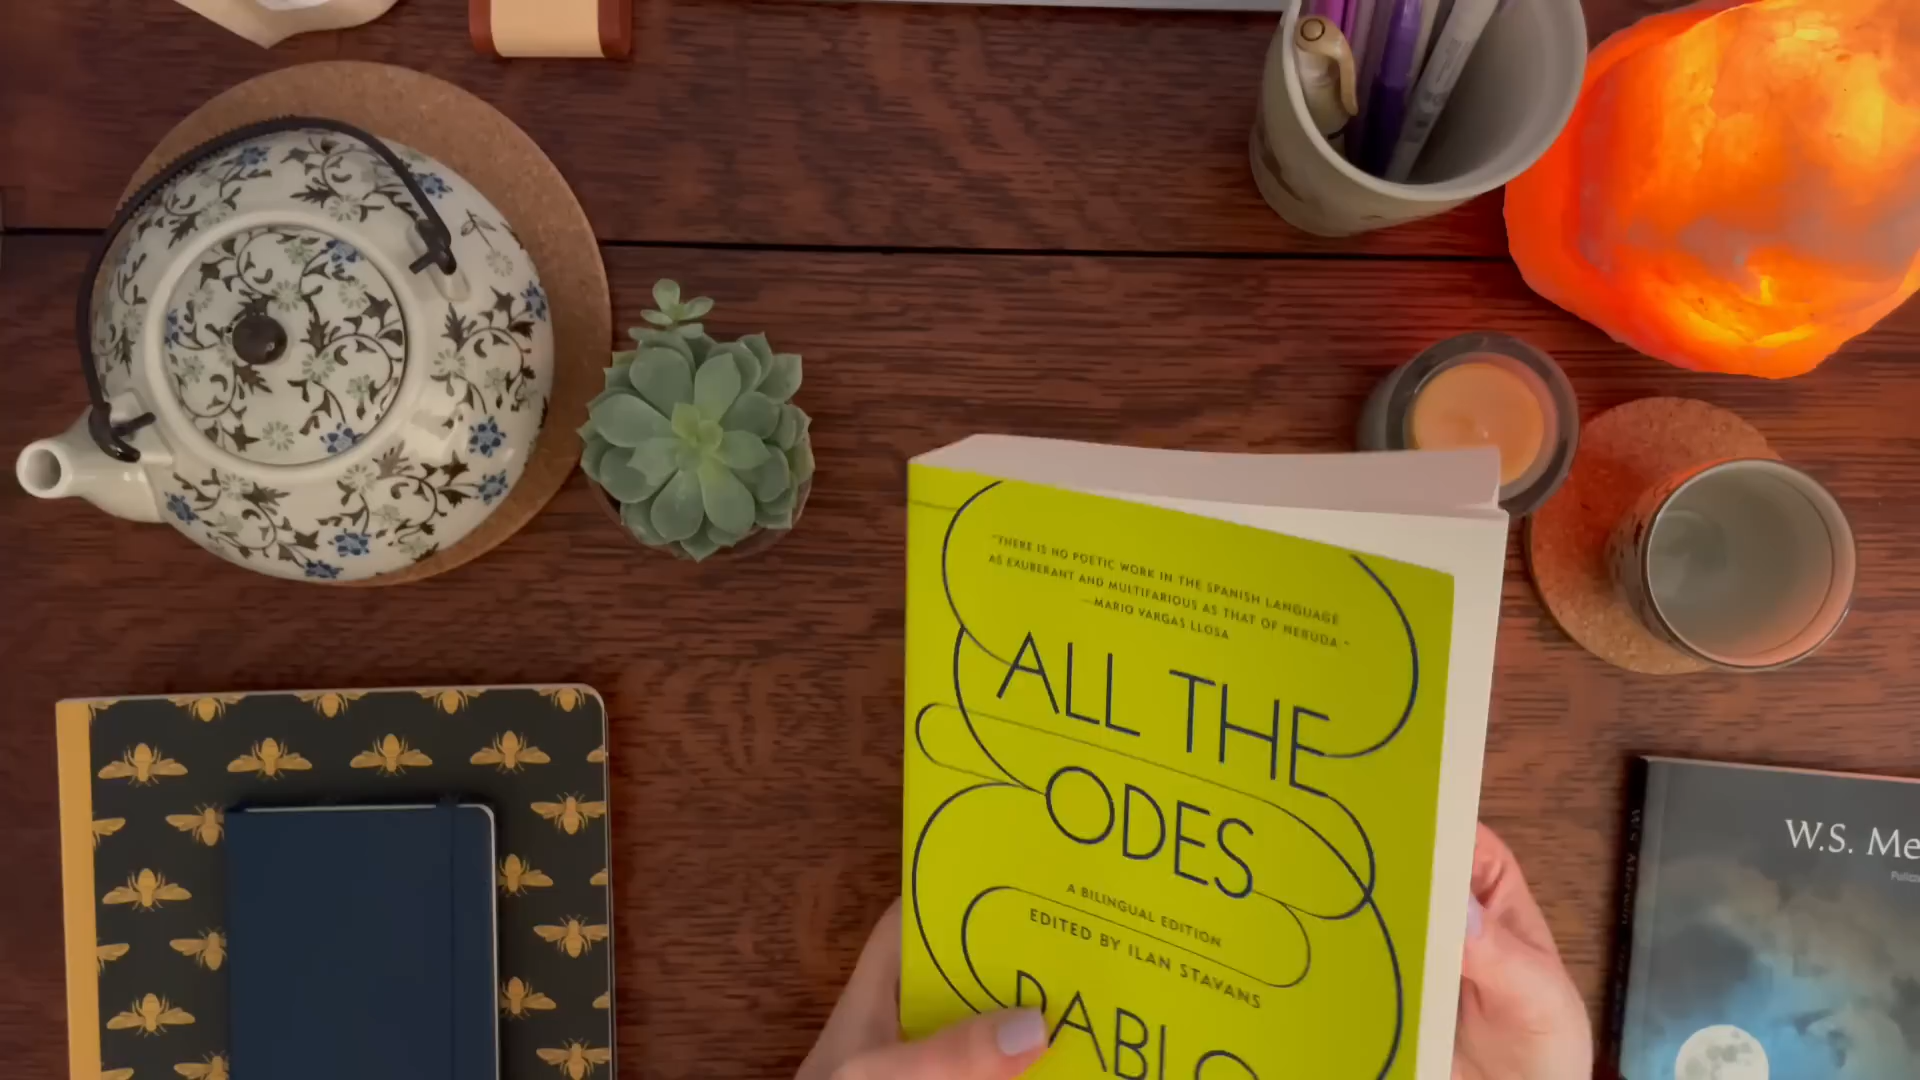 "THERE IS NO POETIC WORK IN THE SPANISH LANGUAGE
AS EXUBERANT AND MULTIFARIOUS AS THAT OF NERUDA."
—MARIO VARGAS LLOSA
ALL THE
ODES
A BILINGUAL EDITION
EDITED BY ILAN STAVANS
PABLO
W.S. Me